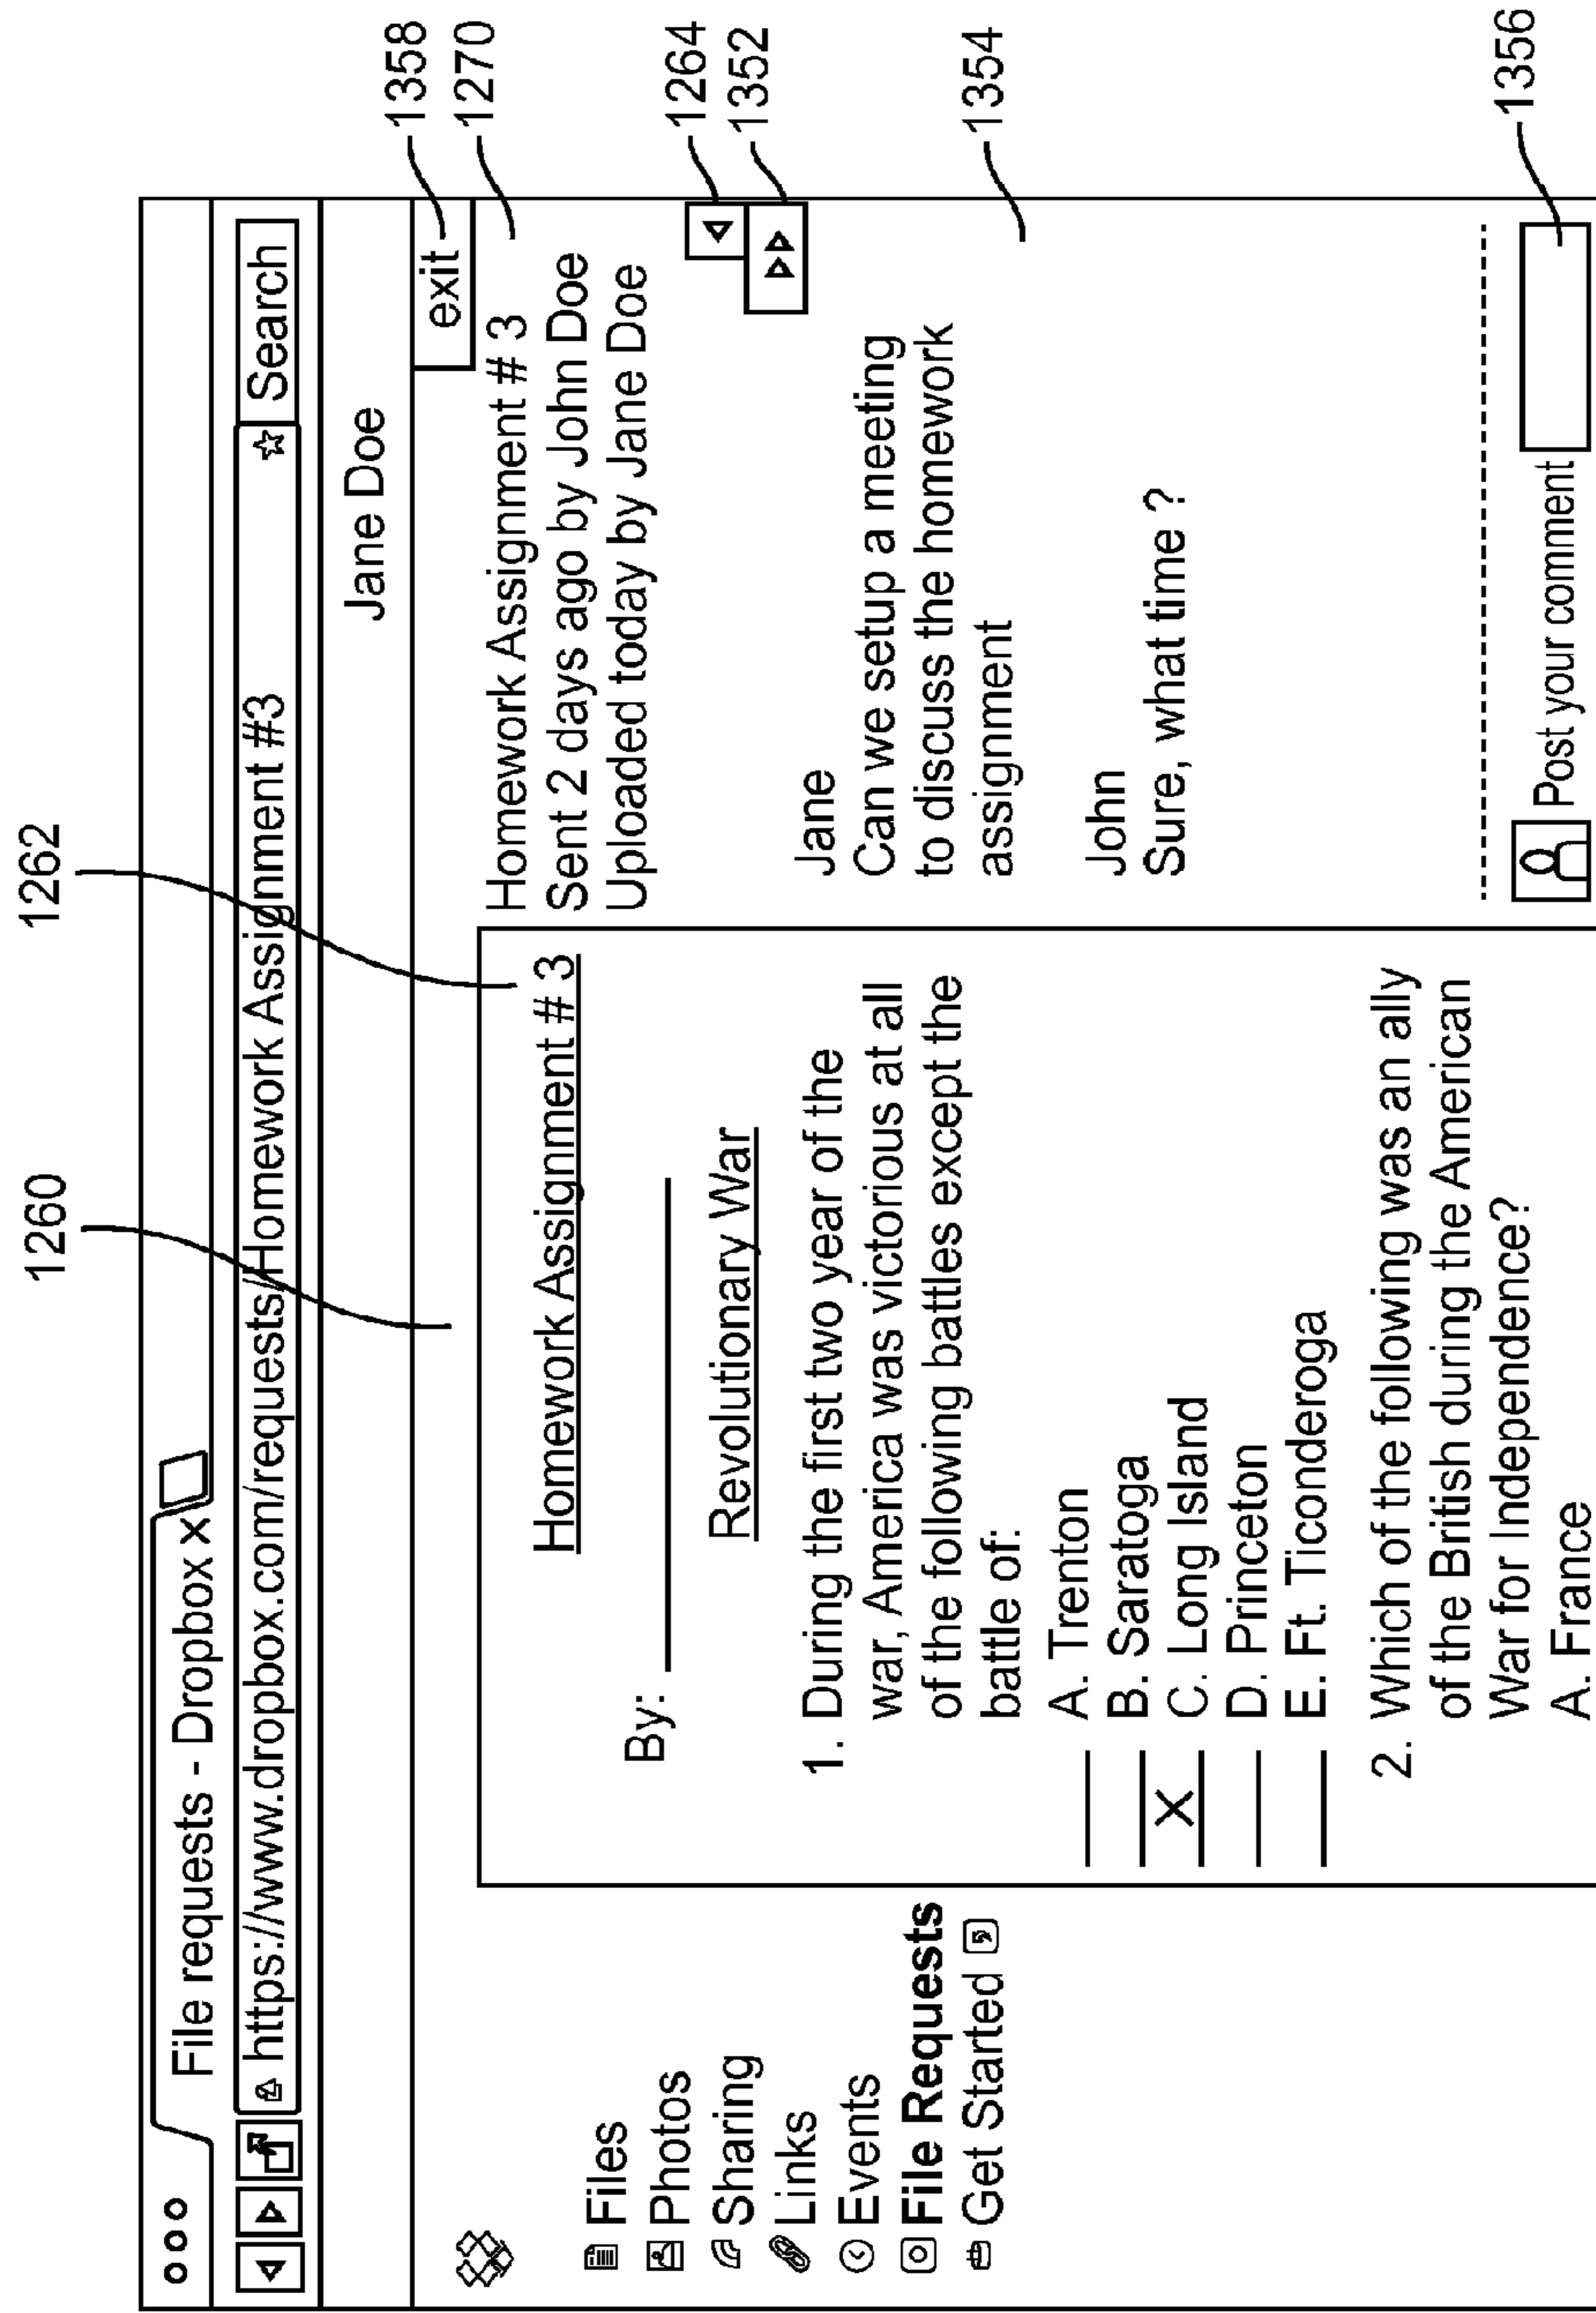 1260
1262
File requests - Dropbox x
https://www.dropbox.com/requests/Homework Assignment #3
Search
Jane Doe
exit
1358
1270
Files
Photos
Sharing
Links
Events
File Requests
Get Started
Homework Assignment # 3
By:
Revolutionary War
1. During the first two year of the
war, America was victorious at all
of the following battles except the
battle of:
A. Trenton
B. Saratoga
X C. Long Island
D. Princeton
E. Ft. Ticonderoga
2. Which of the following was an ally
of the British during the American
War for Independence?
A. France
Homework Assignment # 3
Sent 2 days ago by John Doe
Uploaded today by Jane Doe
1264
1352
Jane
Can we setup a meeting
to discuss the homework
assignment
1354
John
Sure, what time ?
Post your comment
1356